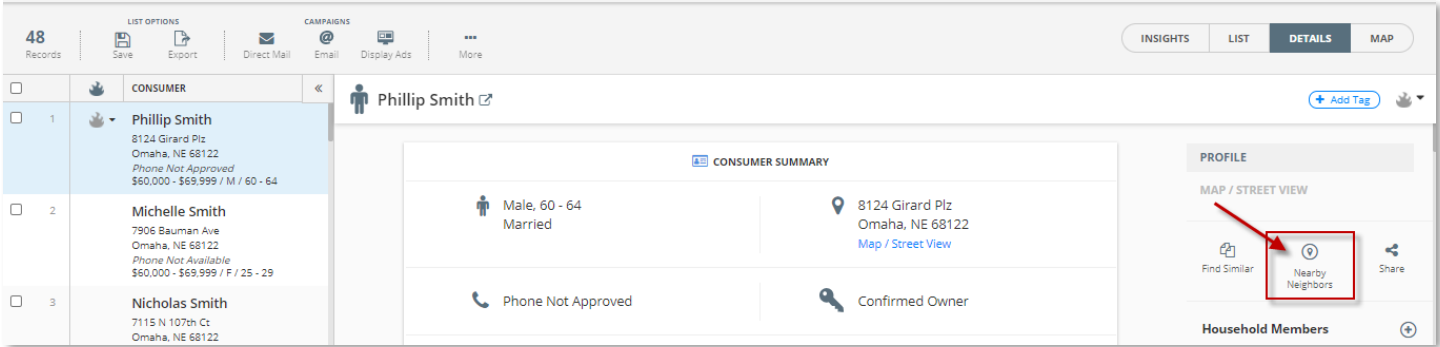 LIST OPTIONS
CAMPAIGNS
48
Records
Save
Export
Direct Mail
Email
Display Ads
More
INSIGHTS
LIST
DETAILS
MAP
CONSUMER
«
1
Phillip Smith
8124 Girard Plz
Omaha, NE 68122
Phone Not Approved
$60,000 - $69,999 / M / 60 - 64
2
Michelle Smith
7906 Bauman Ave
Omaha, NE 68122
Phone Not Available
$60,000 - $69,999 / F / 25 - 29
3
Nicholas Smith
7115 N 107th Ct
Omaha, NE 68122
Phillip Smith
+ Add Tag
CONSUMER SUMMARY
Male, 60 - 64
Married
8124 Girard Plz
Omaha, NE 68122
Map / Street View
Phone Not Approved
Confirmed Owner
PROFILE
MAP / STREET VIEW
Find Similar
Nearby
Neighbors
Share
Household Members